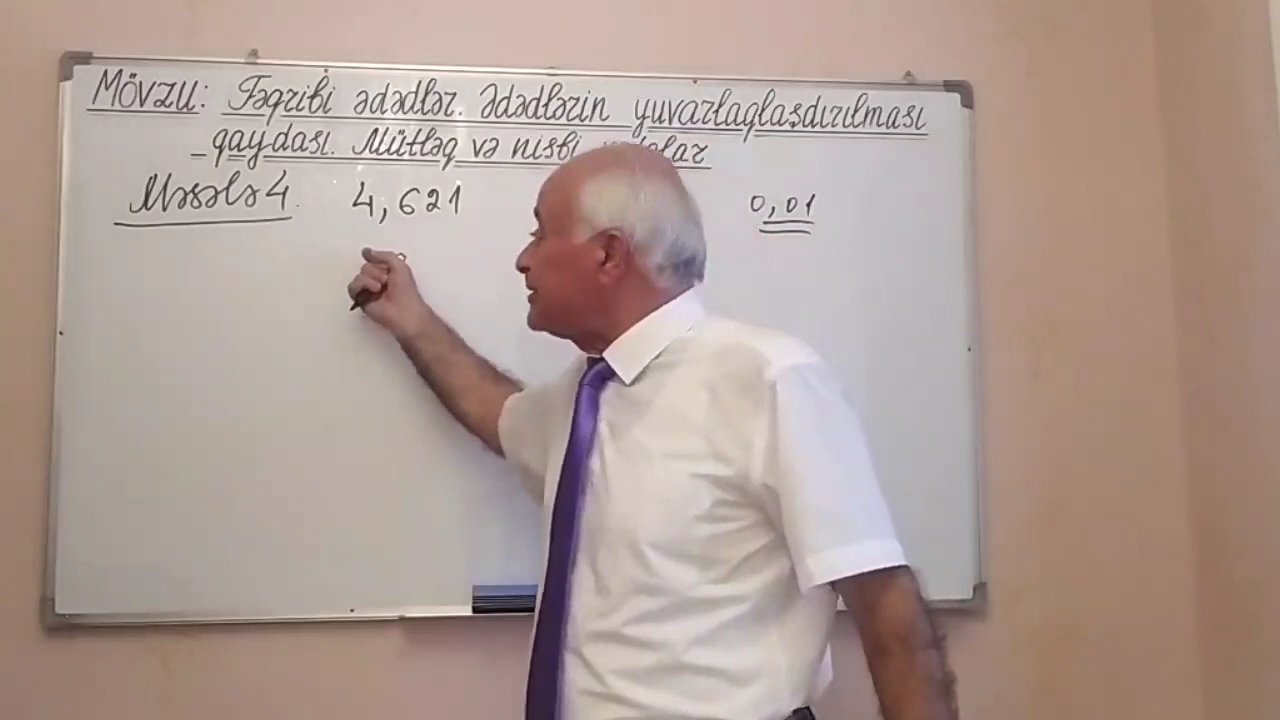 MÖVZU: Təqribi ədədlər. Ədədlərin yuvarlaqlaşdırılması
qaydası. Mütləq və nisbi
Məsələ 4. 4,621 0,01